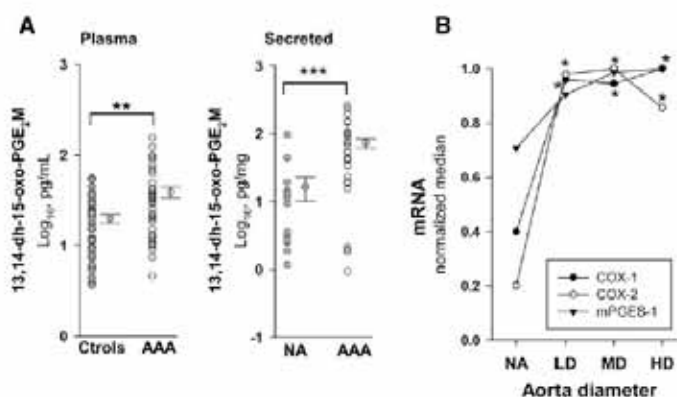 A
Plasma
Secreted
B
13,14-dh-15-oxo-PGE₂M
Log₁₀, pg/mL
3
2
1
0
**
Ctrols AAA
13,14-dh-15-oxo-PGE₂M
Log₁₀, pg/mg
3
2
1
0
-1
***
NA AAA
mRNA
normalized median
1.0
0.8
0.6
0.4
0.2
0.0
* * * * * * *
COX-1
COX-2
mPGES-1
NA LD MD HD
Aorta diameter